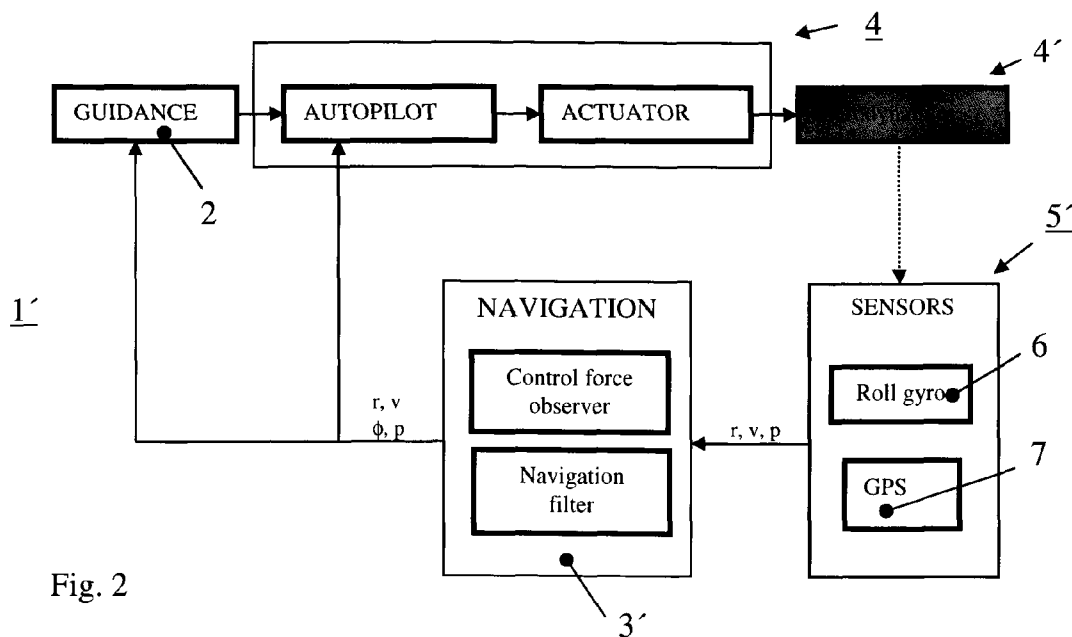 4
4´
GUIDANCE
AUTOPILOT
ACTUATOR
2
5´
1´
NAVIGATION
SENSORS
Control force
observer
6
Roll gyro
r, v
ϕ, p
r, v, p
Navigation
filter
7
GPS
Fig. 2
3´